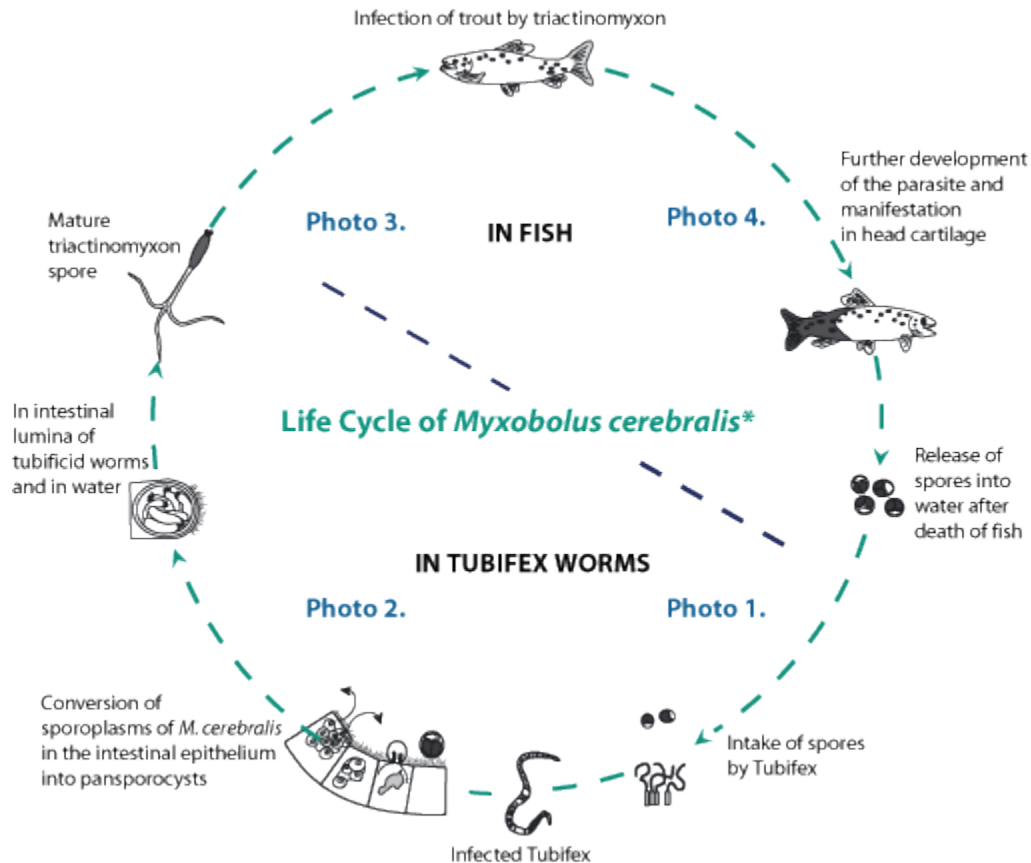 Infection of trout by triactinomyxon
Further development
of the parasite and
manifestation
in head cartilage
Mature
triactinomyxon
spore
Photo 3.
Photo 4.
IN FISH
In intestinal
lumina of
tubificid worms
and in water
Life Cycle of Myxobolus cerebralis*
Release of
spores into
water after
death of fish
IN TUBIFEX WORMS
Photo 2.
Photo 1.
Conversion of
sporoplasms of M. cerebralis
in the intestinal epithelium
into pansporocysts
Intake of spores
by Tubifex
Infected Tubifex